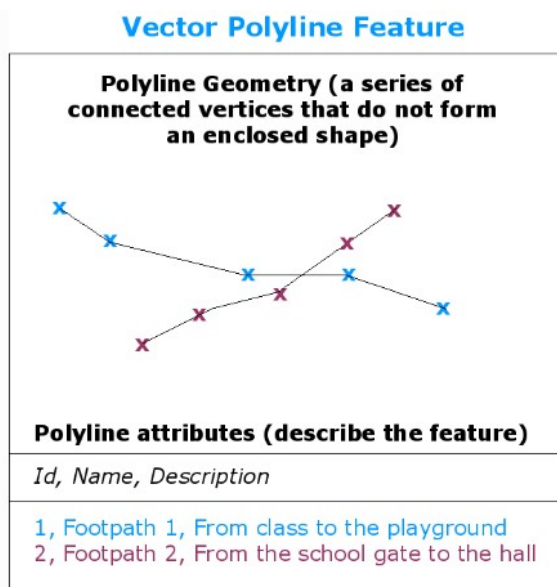 Vector Polyline Feature
Polyline Geometry (a series of
connected vertices that do not form
an enclosed shape)
Polyline attributes (describe the feature)
Id, Name, Description
1, Footpath 1, From class to the playground
2, Footpath 2, From the school gate to the hall